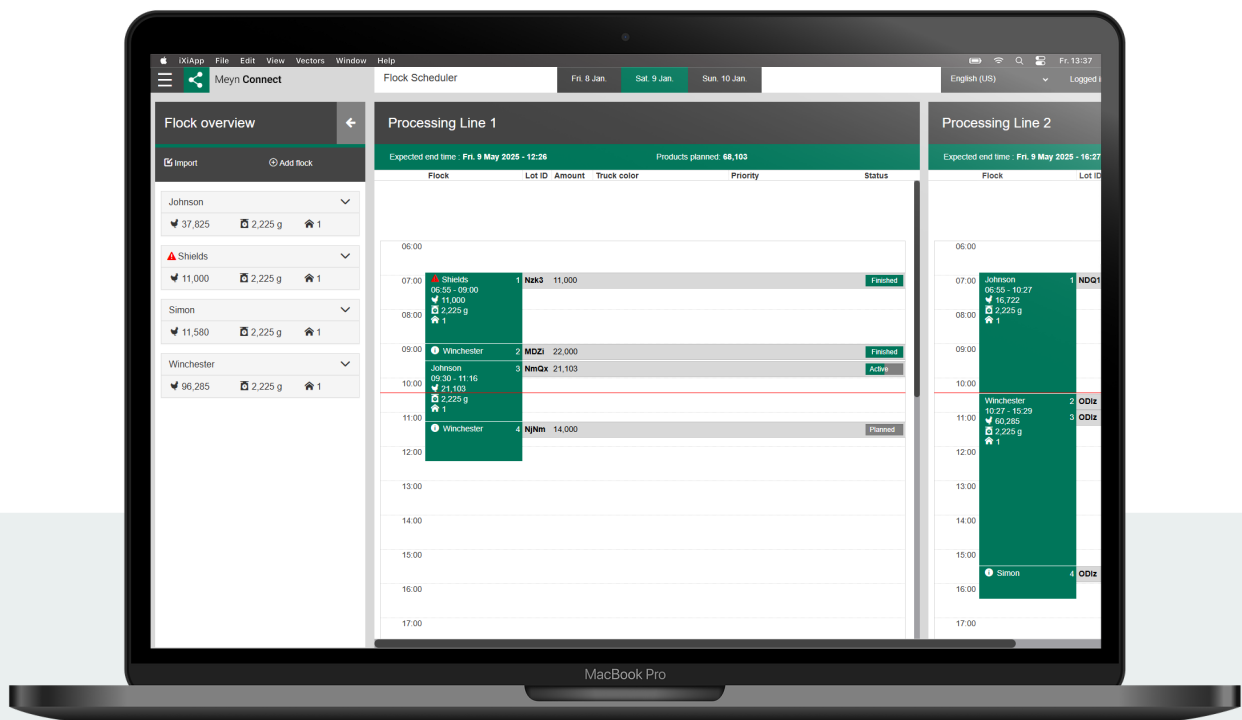 iXiApp File Edit View Vectors Window Help Fr. 13:37
Meyn Connect
Flock Scheduler
Fri. 8 Jan. Sat. 9 Jan. Sun. 10 Jan.
English (US)
Logged i
Flock overview
Import Add flock
Johnson
37,825 2,225 g 1
Shields
11,000 2,225 g 1
Simon
11,580 2,225 g 1
Winchester
96,285 2,225 g 1
Processing Line 1
Expected end time : Fri. 9 May 2025 - 12:26 Products planned: 68,103
Flock Lot ID Amount Truck color Priority Status
06:00
07:00
08:00
09:00
10:00
11:00
12:00
13:00
14:00
15:00
16:00
17:00
Shields 1 Nzk3 11,000 Finished
06:55 - 09:00
11,000
2,225 g
1
Winchester 2 MDZi 22,000 Finished
Johnson 3 NmQx 21,103 Active
09:30 - 11:16
21,103
2,225 g
1
Winchester 4 NjNm 14,000 Planned
Processing Line 2
Expected end time : Fri. 9 May 2025 - 16:27
Flock Lot ID
06:00
07:00
08:00
09:00
10:00
11:00
12:00
13:00
14:00
15:00
16:00
17:00
Johnson 1 NDQ1
06:55 - 10:27
16,722
2,225 g
1
Winchester 2 ODIz
10:27 - 15:29 3 ODIz
60,285
2,225 g
1
Simon 4 ODIz
MacBook Pro